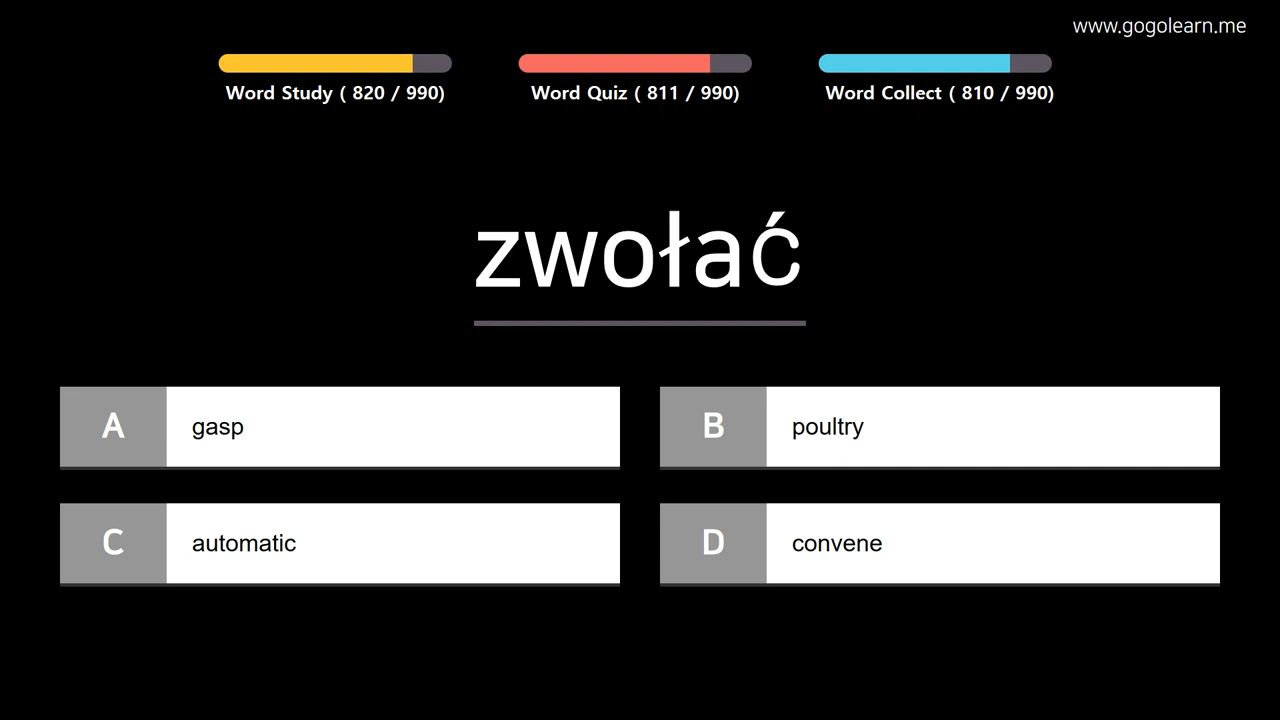 www.gogolearn.me
Word Study ( 820 / 990)
Word Quiz ( 811 / 990)
Word Collect ( 810 / 990)
zwołać
A gasp
B poultry
C automatic
D convene